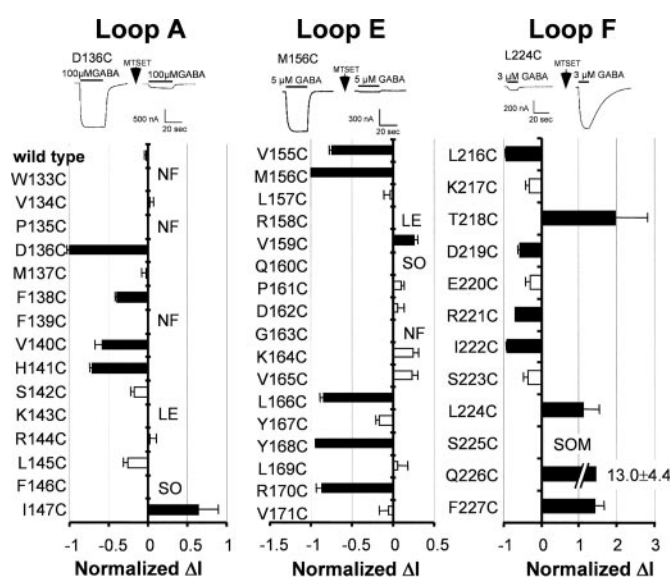 Loop A
D136C
MTSET
100µMGABA
100µMGABA
500 nA
20 sec
wild type
W133C
NF
V134C
P135C
NF
D136C
M137C
F138C
F139C
NF
V140C
H141C
S142C
K143C
LE
R144C
L145C
F146C
SO
I147C
-1 -0.5 0 0.5 1
Normalized ΔI
Loop E
M156C
MTSET
5 µM GABA
5 µM GABA
300 nA
20 sec
V155C
M156C
L157C
R158C
LE
V159C
Q160C
SO
P161C
D162C
G163C
NF
K164C
V165C
L166C
Y167C
Y168C
L169C
R170C
V171C
-1.5 -1 -0.5 0 0.5
Normalized ΔI
Loop F
L224C
MTSET
3 µM GABA
3 µM GABA
200 nA
20 sec
L216C
K217C
T218C
D219C
E220C
R221C
I222C
S223C
L224C
S225C
SOM
Q226C
13.0±4.4
F227C
-1 0 1 2 3
Normalized ΔI